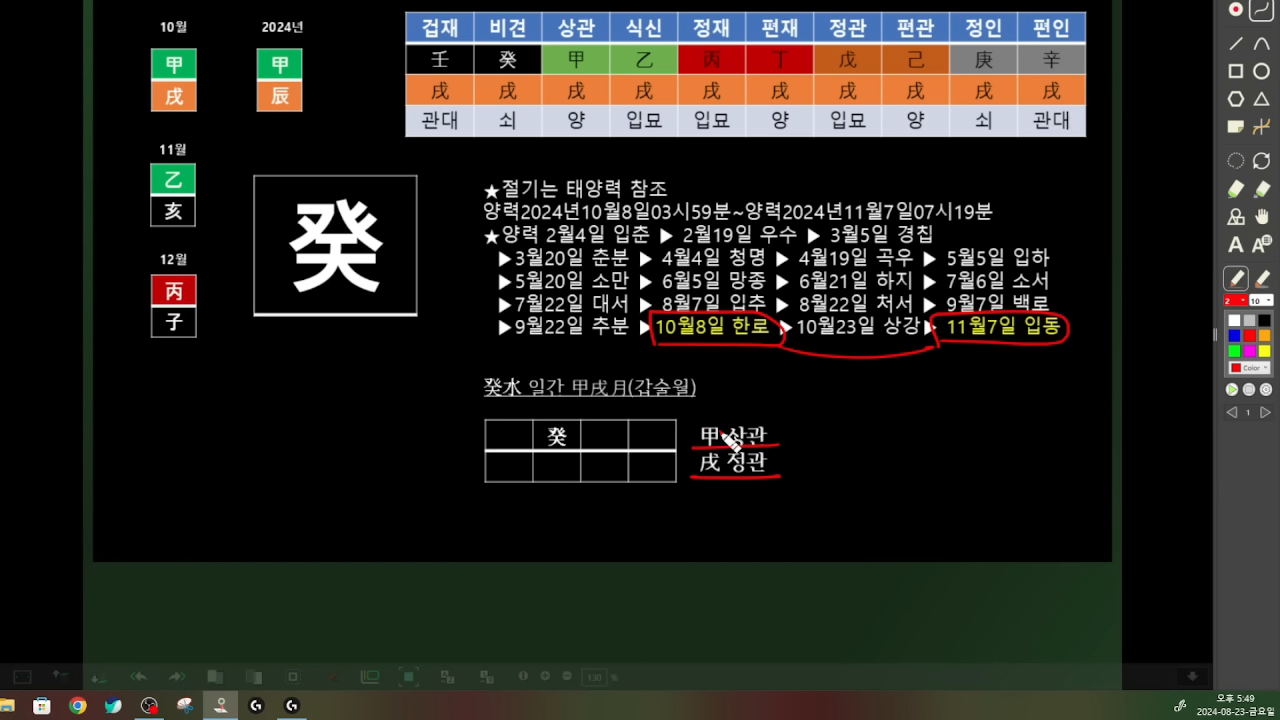 10월
2024년
甲
戌
甲
辰
11월
乙
亥
12월
丙
子
癸
겁재 비견 상관 식신 정재 편재 정관 편관 정인 편인
壬 癸 甲 乙 丙 丁 戊 己 庚 辛
戌 戌 戌 戌 戌 戌 戌 戌 戌 戌
관대 쇠 양 입묘 입묘 양 입묘 양 쇠 관대
★절기는 태양력 참조
양력2024년10월8일03시59분~양력2024년11월7일07시19분
★양력 2월4일 입춘 ▶ 2월19일 우수 ▶ 3월5일 경칩
▶3월20일 춘분 ▶ 4월4일 청명 ▶ 4월19일 곡우 ▶ 5월5일 입하
▶5월20일 소만 ▶ 6월5일 망종 ▶ 6월21일 하지 ▶ 7월6일 소서
▶7월22일 대서 ▶ 8월7일 입추 ▶ 8월22일 처서 ▶ 9월7일 백로
▶9월22일 추분 ▶10월8일 한로 ▶10월23일 상강▶ 11월7일 입동
癸水 일간 甲戌月(갑술월)
癸
甲 상관
戌 정관
2 10
Color
1
130 %
오후 5:49
2024-08-23-금요일